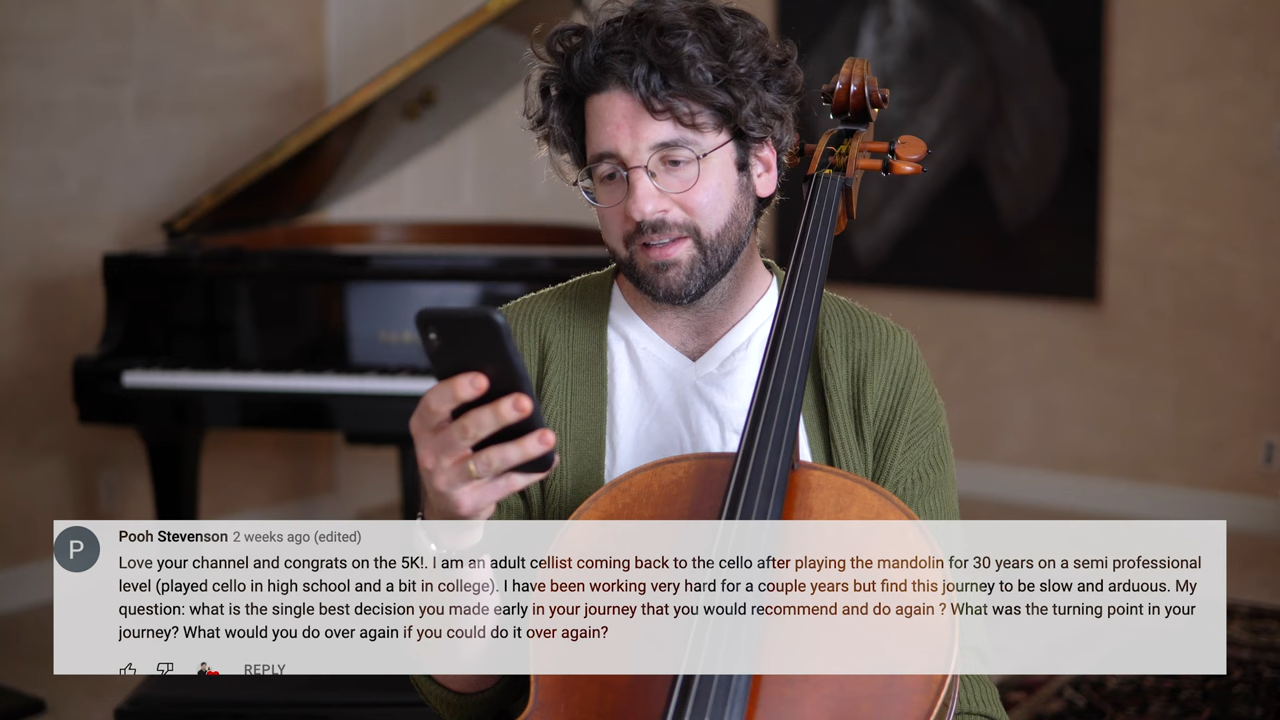 P
Pooh Stevenson 2 weeks ago (edited)
Love your channel and congrats on the 5K!. I am an adult cellist coming back to the cello after playing the mandolin for 30 years on a semi professional
level (played cello in high school and a bit in college). I have been working very hard for a couple years but find this journey to be slow and arduous. My
question: what is the single best decision you made early in your journey that you would recommend and do again ? What was the turning point in your
journey? What would you do over again if you could do it over again?
REPLY